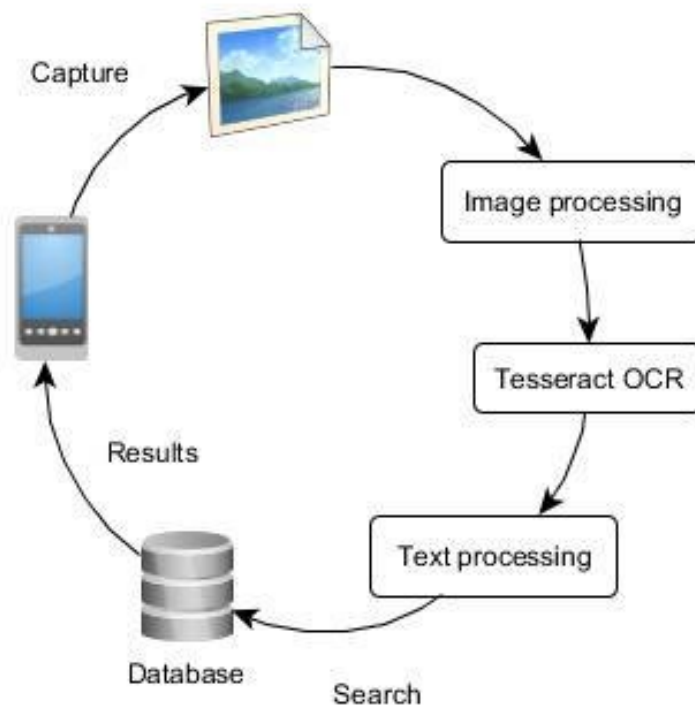 Capture
Image processing
Tesseract OCR
Results
Text processing
Database
Search